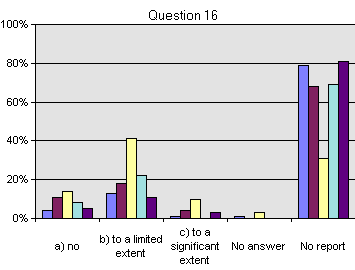 Question 16
100%
80%
60%
40%
20%
0%
a) no
b) to a limited
extent
c) to a
significant
extent
No answer
No report